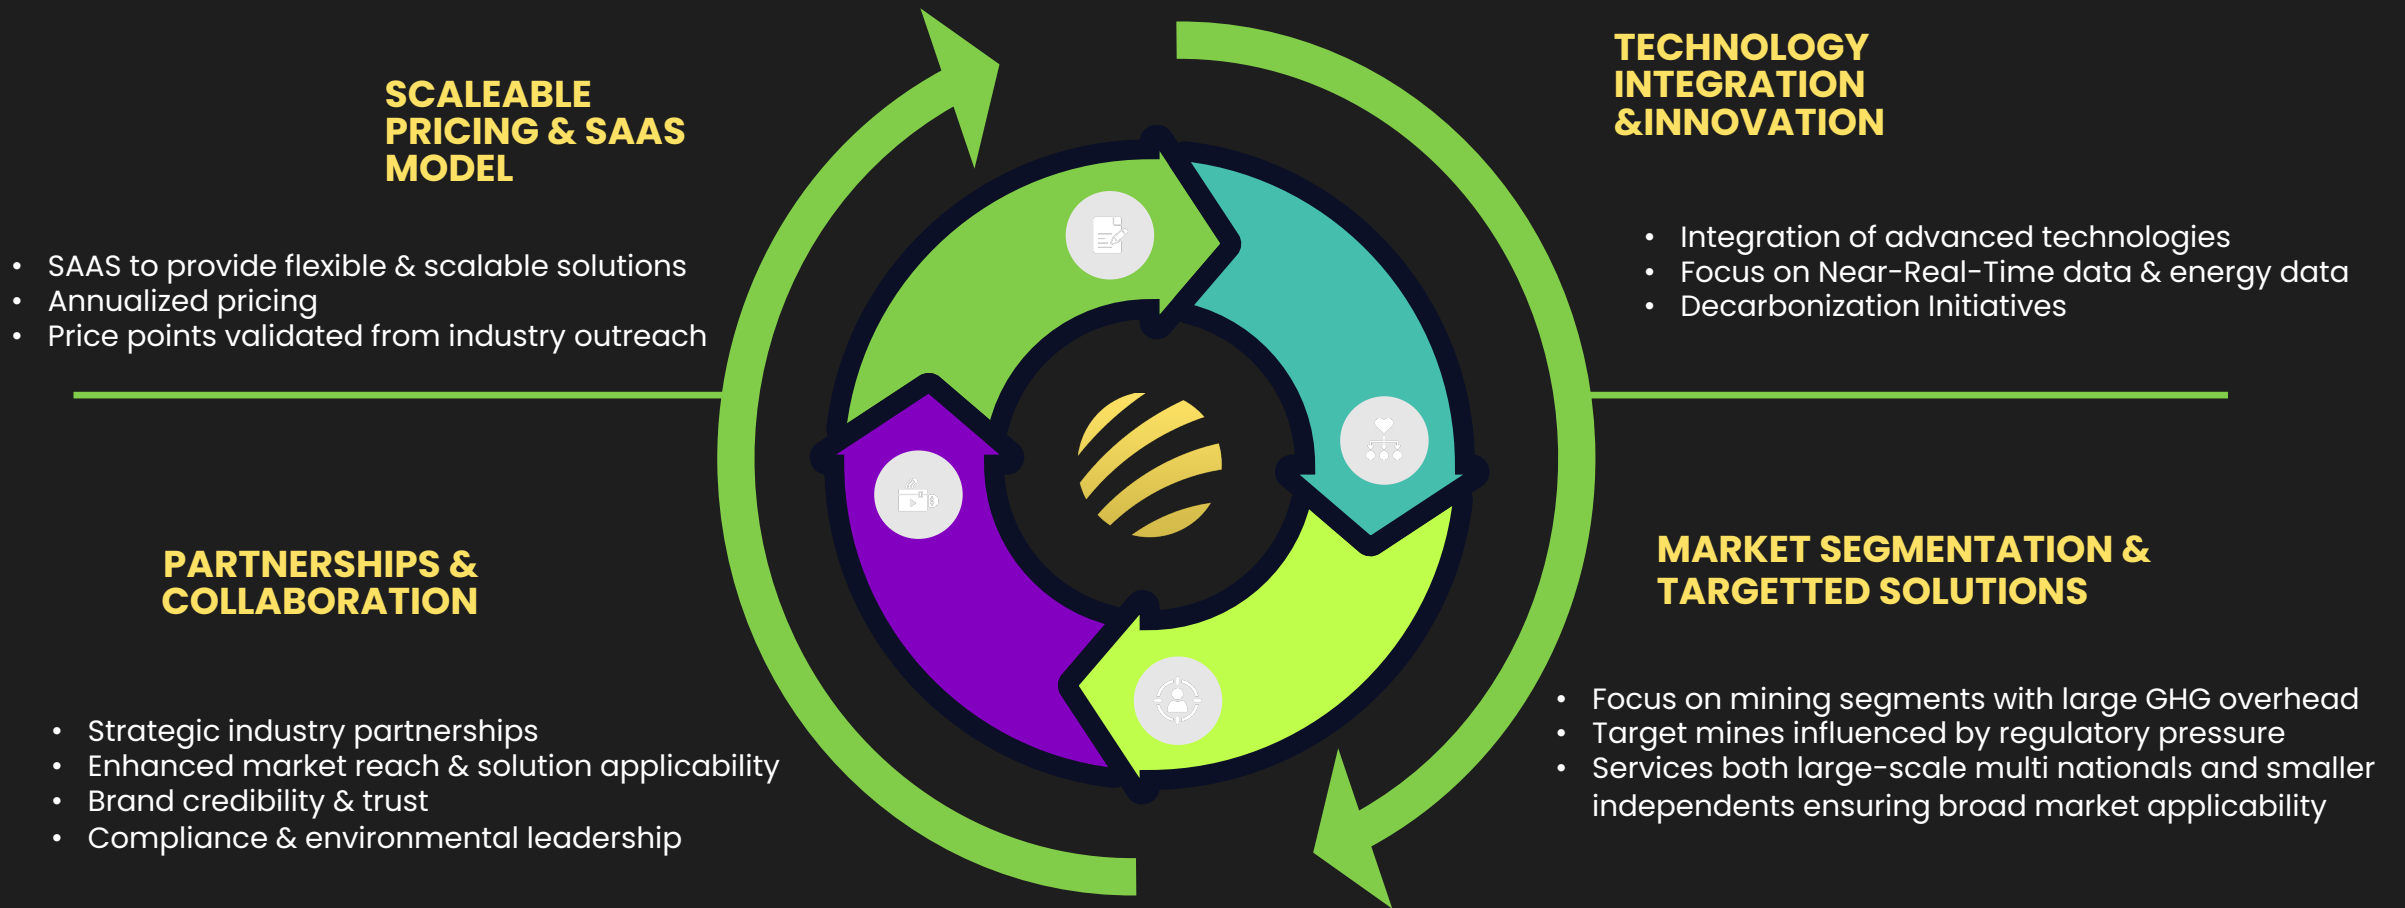 SCALEABLE
PRICING & SAAS
MODEL
• SAAS to provide flexible & scalable solutions
• Annualized pricing
• Price points validated from industry outreach
TECHNOLOGY
INTEGRATION
&INNOVATION
• Integration of advanced technologies
• Focus on Near-Real-Time data & energy data
• Decarbonization Initiatives
PARTNERSHIPS &
COLLABORATION
• Strategic industry partnerships
• Enhanced market reach & solution applicability
• Brand credibility & trust
• Compliance & environmental leadership
MARKET SEGMENTATION &
TARGETTED SOLUTIONS
• Focus on mining segments with large GHG overhead
• Target mines influenced by regulatory pressure
• Services both large-scale multi nationals and smaller
independents ensuring broad market applicability